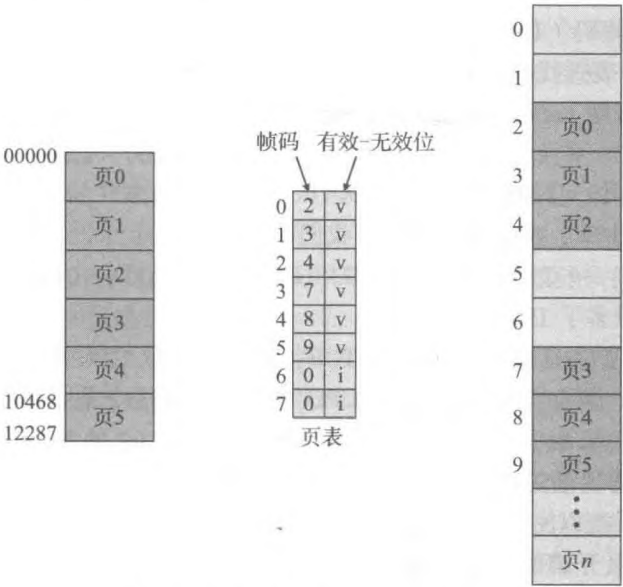 00000
页0
页1
页2
页3
页4
10468
页5
12287
帧码 有效-无效位
0 2 v
1 3 v
2 4 v
3 7 v
4 8 v
5 9 v
6 0 i
7 0 i
页表
0
1
2 页0
3 页1
4 页2
5
6
7 页3
8 页4
9 页5
页n